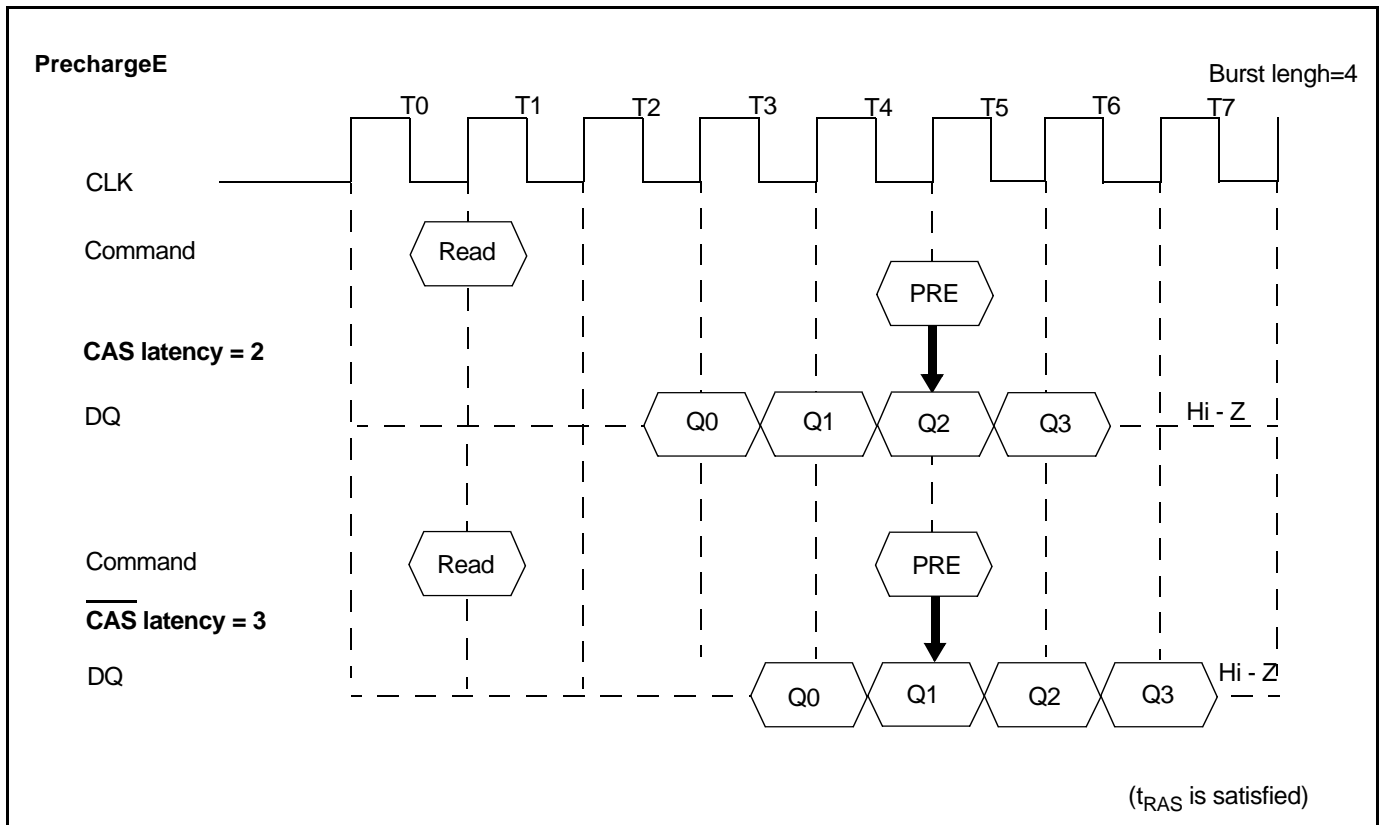 PrechargeE
Burst lengh=4
T0 T1 T2 T3 T4 T5 T6 T7
CLK
Command
Read
PRE
CAS latency = 2
DQ
Q0 Q1 Q2 Q3
Hi - Z
Command
Read
PRE
CAS latency = 3
DQ
Q0 Q1 Q2 Q3
Hi - Z
(tRAS is satisfied)